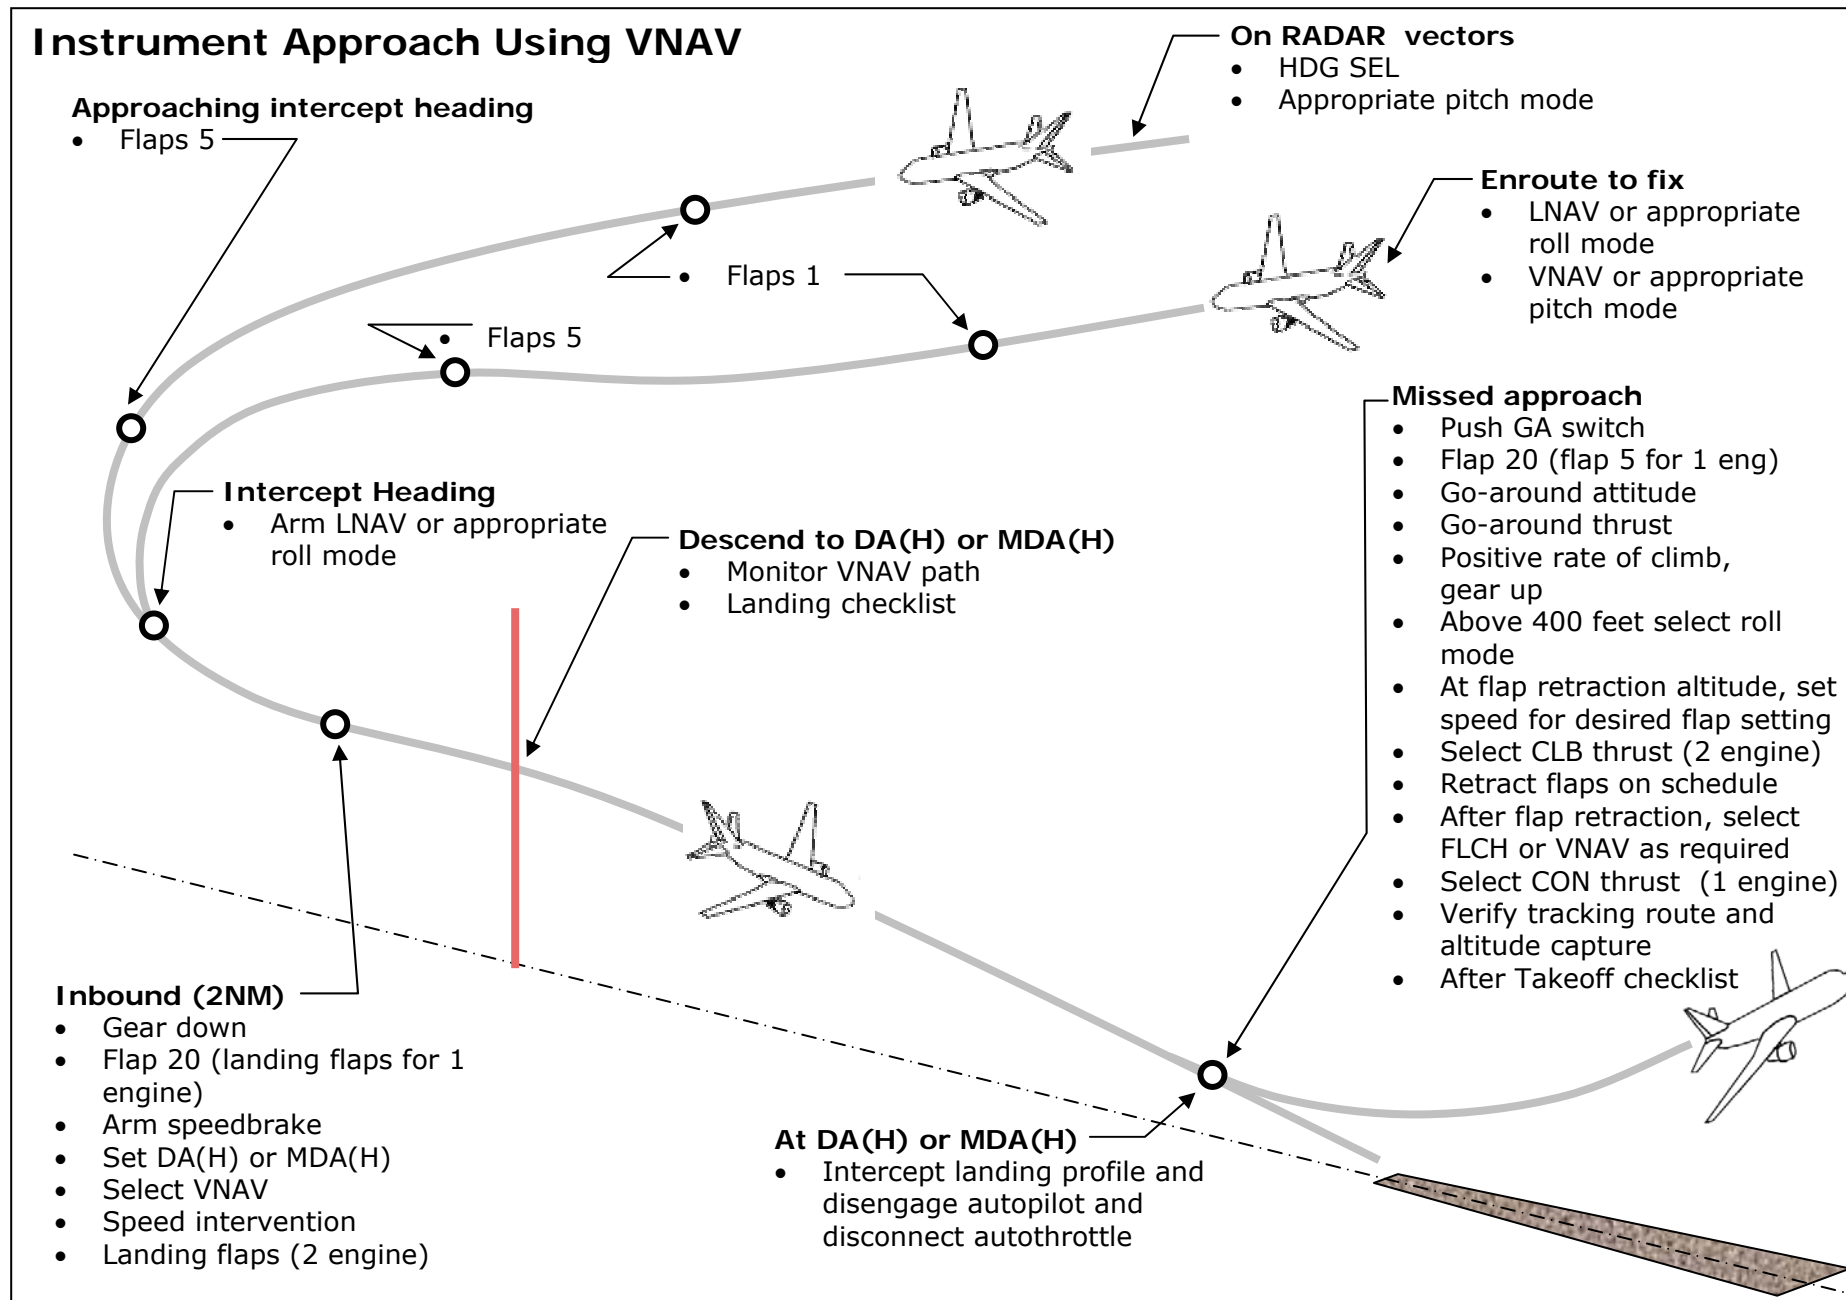 Instrument Approach Using VNAV
On RADAR  vectors
• HDG SEL
• Appropriate pitch mode
Approaching intercept heading
• Flaps 5
Enroute to fix
• LNAV or appropriate
roll mode
• VNAV or appropriate
pitch mode
• Flaps 1
• Flaps 5
Missed approach
• Push GA switch
• Flap 20 (flap 5 for 1 eng)
• Go-around attitude
• Go-around thrust
• Positive rate of climb,
gear up
• Above 400 feet select roll
mode
• At flap retraction altitude, set
speed for desired flap setting
• Select CLB thrust (2 engine)
• Retract flaps on schedule
• After flap retraction, select
FLCH or VNAV as required
• Select CON thrust  (1 engine)
• Verify tracking route and
altitude capture
• After Takeoff checklist
Intercept Heading
• Arm LNAV or appropriate
roll mode
Descend to DA(H) or MDA(H)
• Monitor VNAV path
• Landing checklist
Inbound (2NM)
• Gear down
• Flap 20 (landing flaps for 1
engine)
• Arm speedbrake
• Set DA(H) or MDA(H)
• Select VNAV
• Speed intervention
• Landing flaps (2 engine)
At DA(H) or MDA(H)
• Intercept landing profile and
disengage autopilot and
disconnect autothrottle